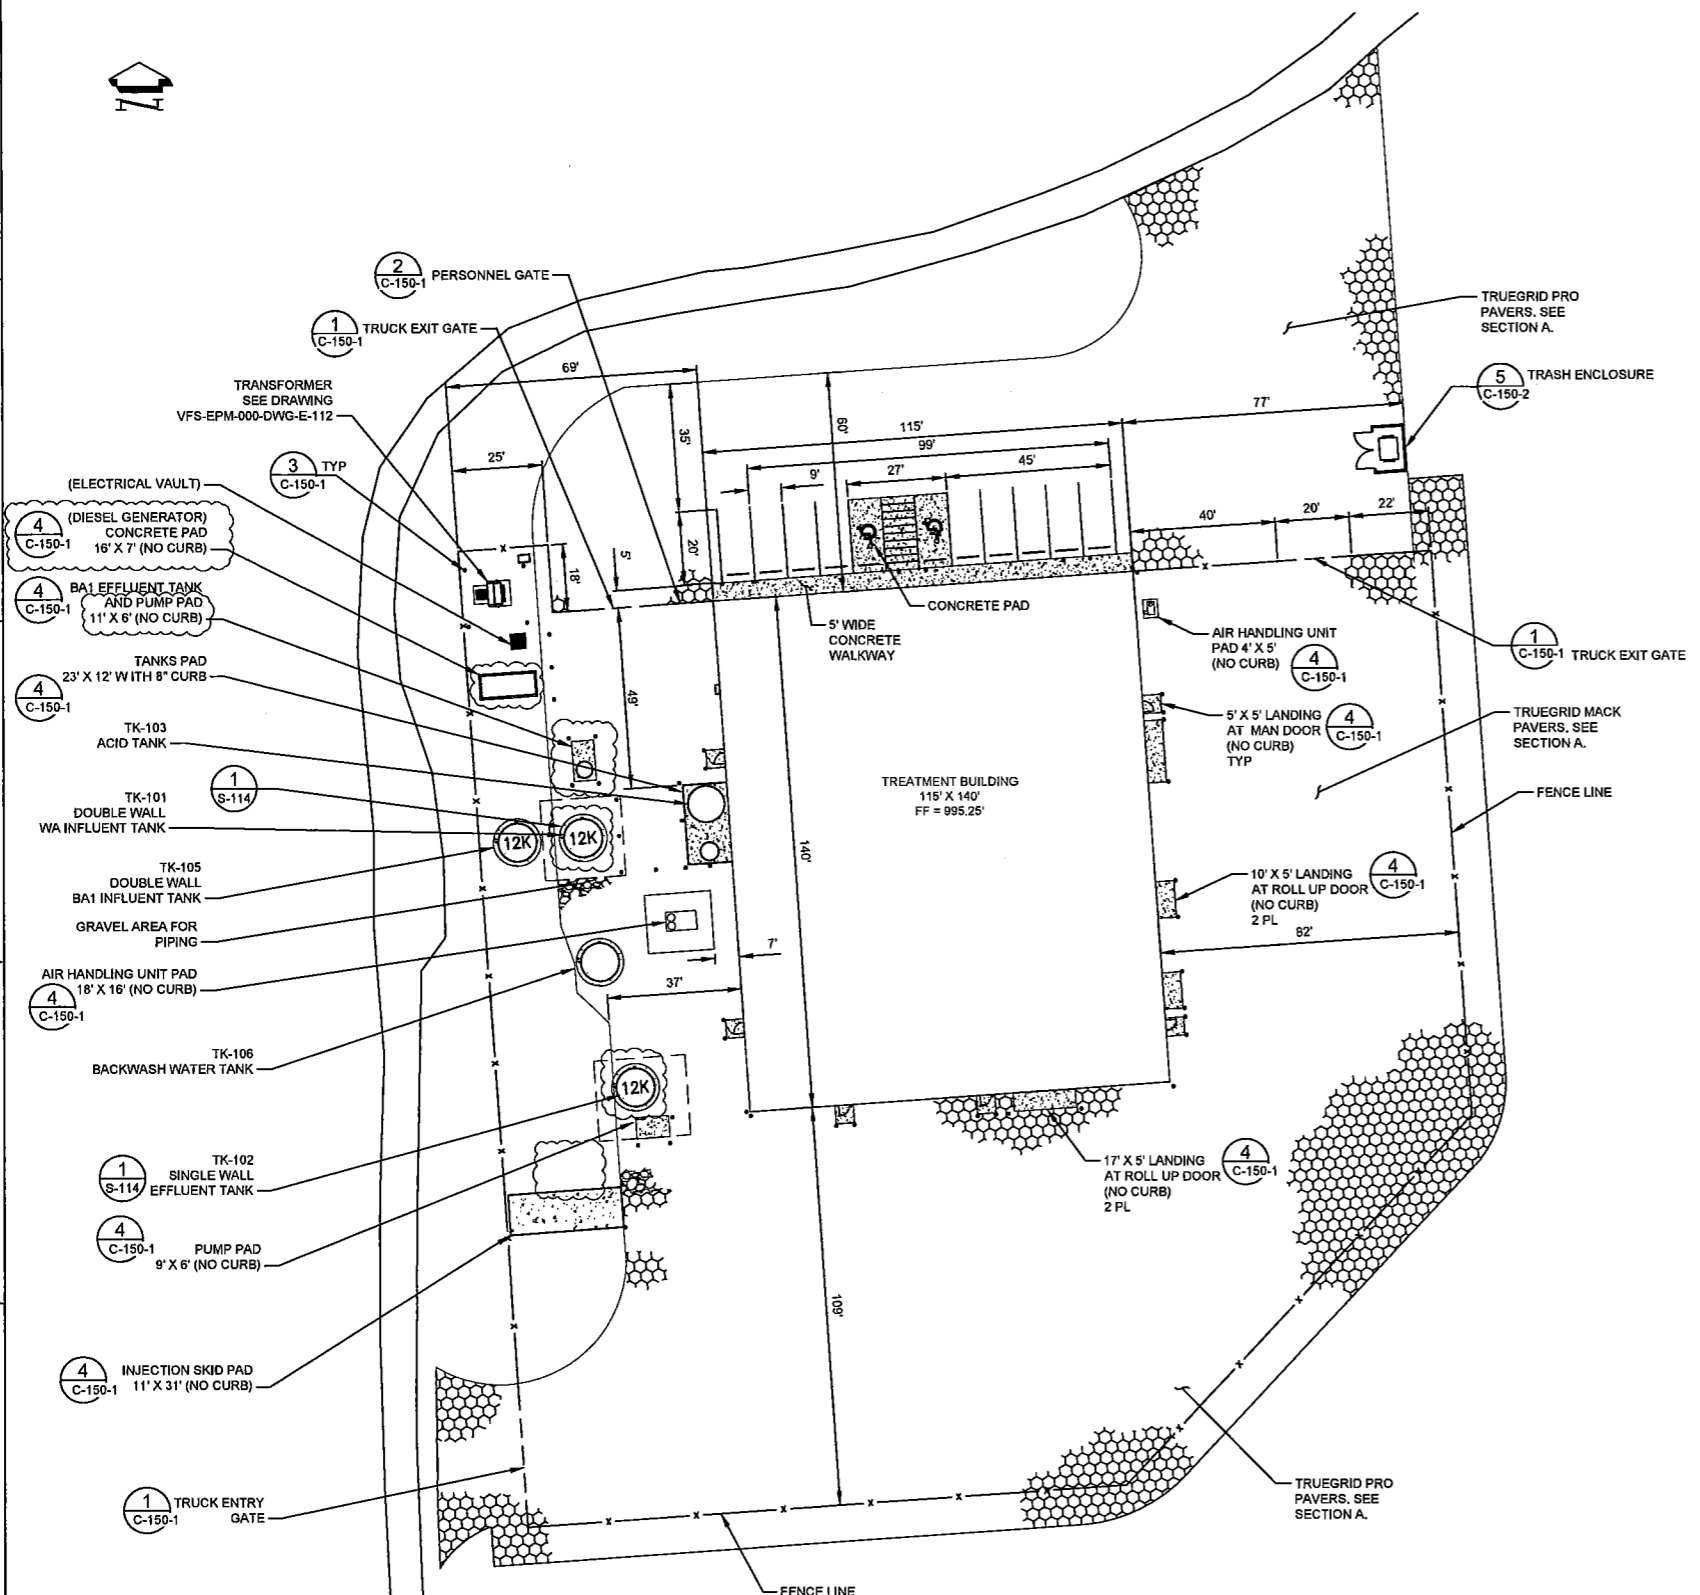 N
2
C-150-1
PERSONNEL GATE
1
C-150-1
TRUCK EXIT GATE
TRANSFORMER
SEE DRAWING
VFS-EPM-000-DWG-E-112
3
C-150-1
TYP
(ELECTRICAL VAULT)
4
C-150-1
(DIESEL GENERATOR)
CONCRETE PAD
16' X 7' (NO CURB)
4
C-150-1
BA1 EFFLUENT TANK
AND PUMP PAD
11' X 6' (NO CURB)
TANKS PAD
23' X 12' WITH 8" CURB
4
C-150-1
TK-103
ACID TANK
1
S-114
TK-101
DOUBLE WALL
WA INFLUENT TANK
TK-105
DOUBLE WALL
BA1 INFLUENT TANK
GRAVEL AREA FOR
PIPING
AIR HANDLING UNIT PAD
18' X 16' (NO CURB)
4
C-150-1
TK-106
BACKWASH WATER TANK
1
S-114
TK-102
SINGLE WALL
EFFLUENT TANK
4
C-150-1
PUMP PAD
9' X 6' (NO CURB)
4
C-150-1
INJECTION SKID PAD
11' X 31' (NO CURB)
1
C-150-1
TRUCK ENTRY
GATE
69'
25'
35'
60'
115'
99'
9'
27'
45'
77'
20'
5'
18'
40'
20'
22'
49'
12K
12K
7'
37'
12K
140'
109'
82'
5' WIDE
CONCRETE
WALKWAY
CONCRETE PAD
TREATMENT BUILDING
115' X 140'
FF = 995.25'
TRUEGRID PRO
PAVERS. SEE
SECTION A.
5
C-150-2
TRASH ENCLOSURE
AIR HANDLING UNIT
PAD 4' X 5'
(NO CURB)
4
C-150-1
1
C-150-1
TRUCK EXIT GATE
5' X 5' LANDING
AT MAN DOOR
(NO CURB)
TYP
4
C-150-1
TRUEGRID MACK
PAVERS. SEE
SECTION A.
FENCE LINE
10' X 5' LANDING
AT ROLL UP DOOR
(NO CURB)
2 PL
4
C-150-1
17' X 5' LANDING
AT ROLL UP DOOR
(NO CURB)
2 PL
4
C-150-1
TRUEGRID PRO
PAVERS. SEE
SECTION A.
FENCE LINE